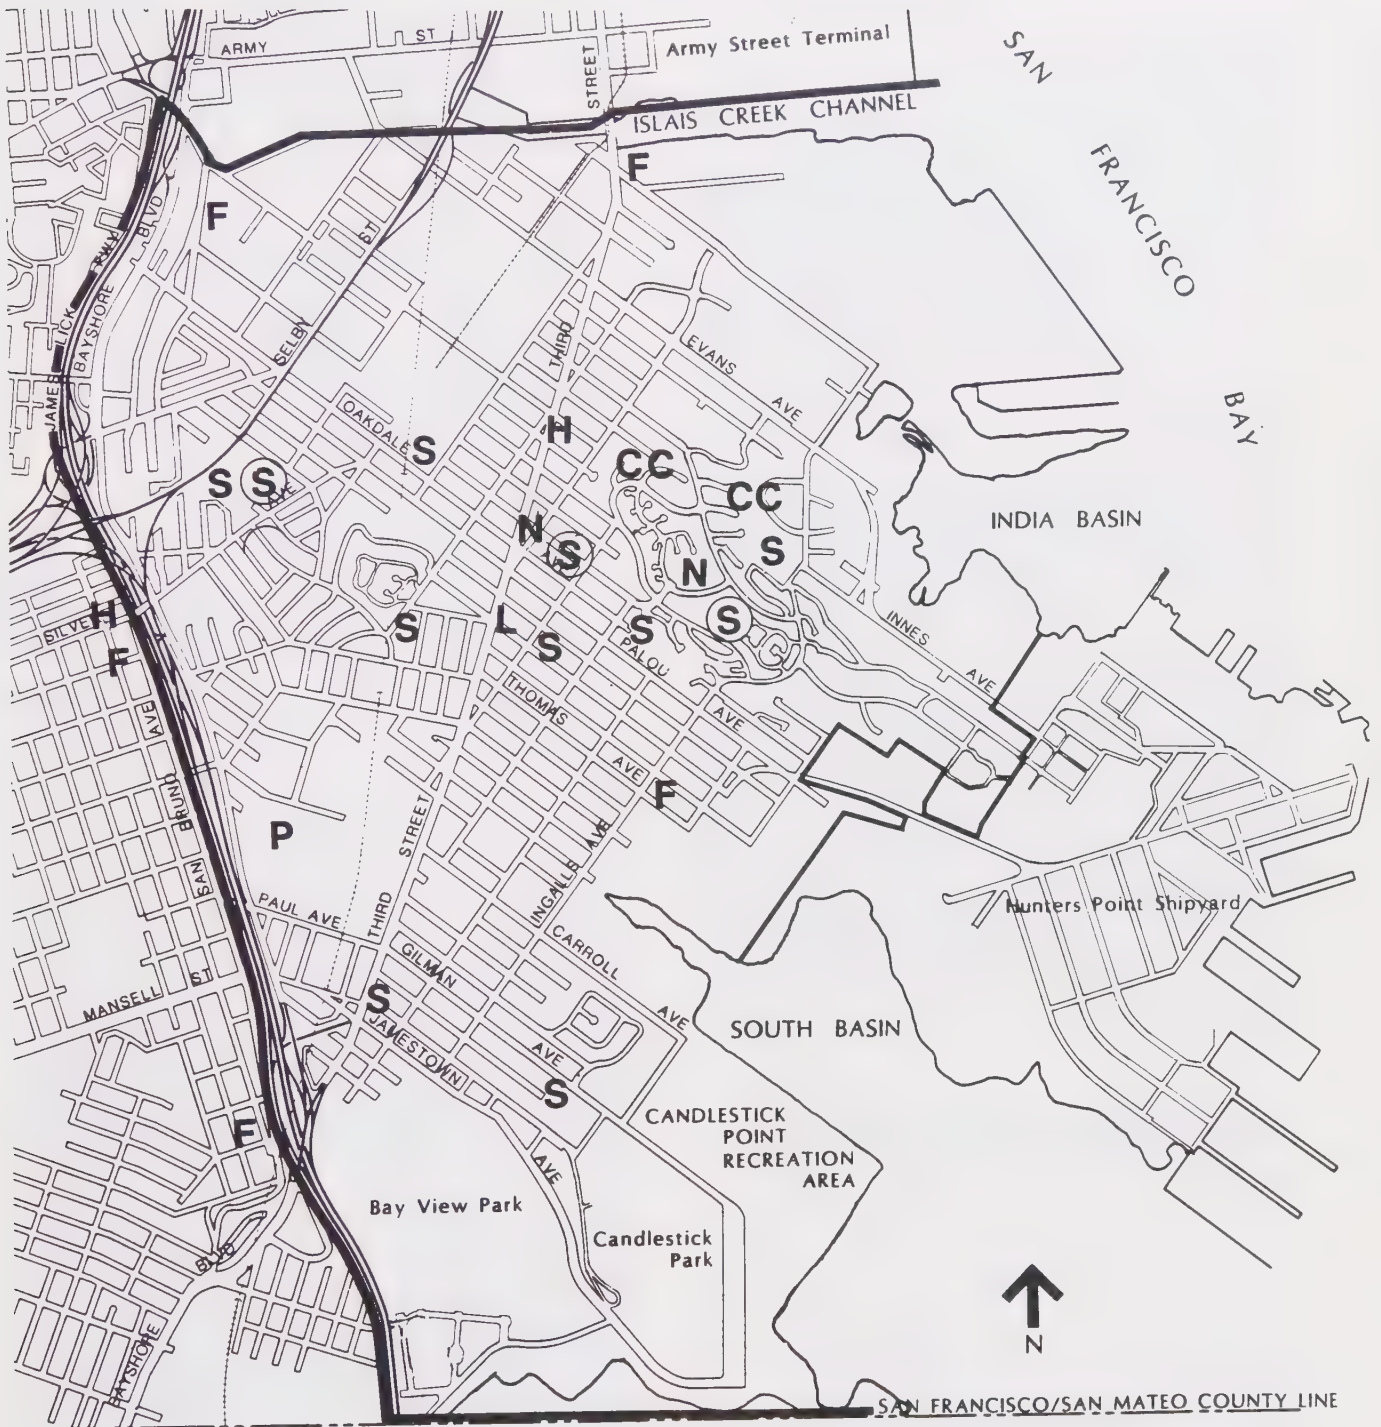 ARMY ST
Army Street Terminal
STREET
ISLAIS CREEK CHANNEL
SAN
FRANCISCO
BAY
F
F
BLVD
ST
FWY
LICK
JAMES
BAYSHORE
SELBY
THIRD
EVANS
AVE
OAKDALE
AVE
H
S
S
S
CC
CC
INDIA BASIN
N
S
S
N
S
H
SILVER
F
S
L
S
S
PALOU
AVE
INNES
AVE
THOMAS
AVE
AVE
BRUNO
SAN
F
P
STREET
THIRD
INGALLS AVE
PAUL AVE
Hunters Point Shipyard
CARROLL
AVE
GILMAN
AVE
MANSELL ST
S
JAMESTOWN
AVE
SOUTH BASIN
S
CANDLESTICK
POINT
RECREATION
AREA
F
Bay View Park
Candlestick
Park
BLVD
BAYSHORE
N
SAN FRANCISCO/SAN MATEO COUNTY LINE